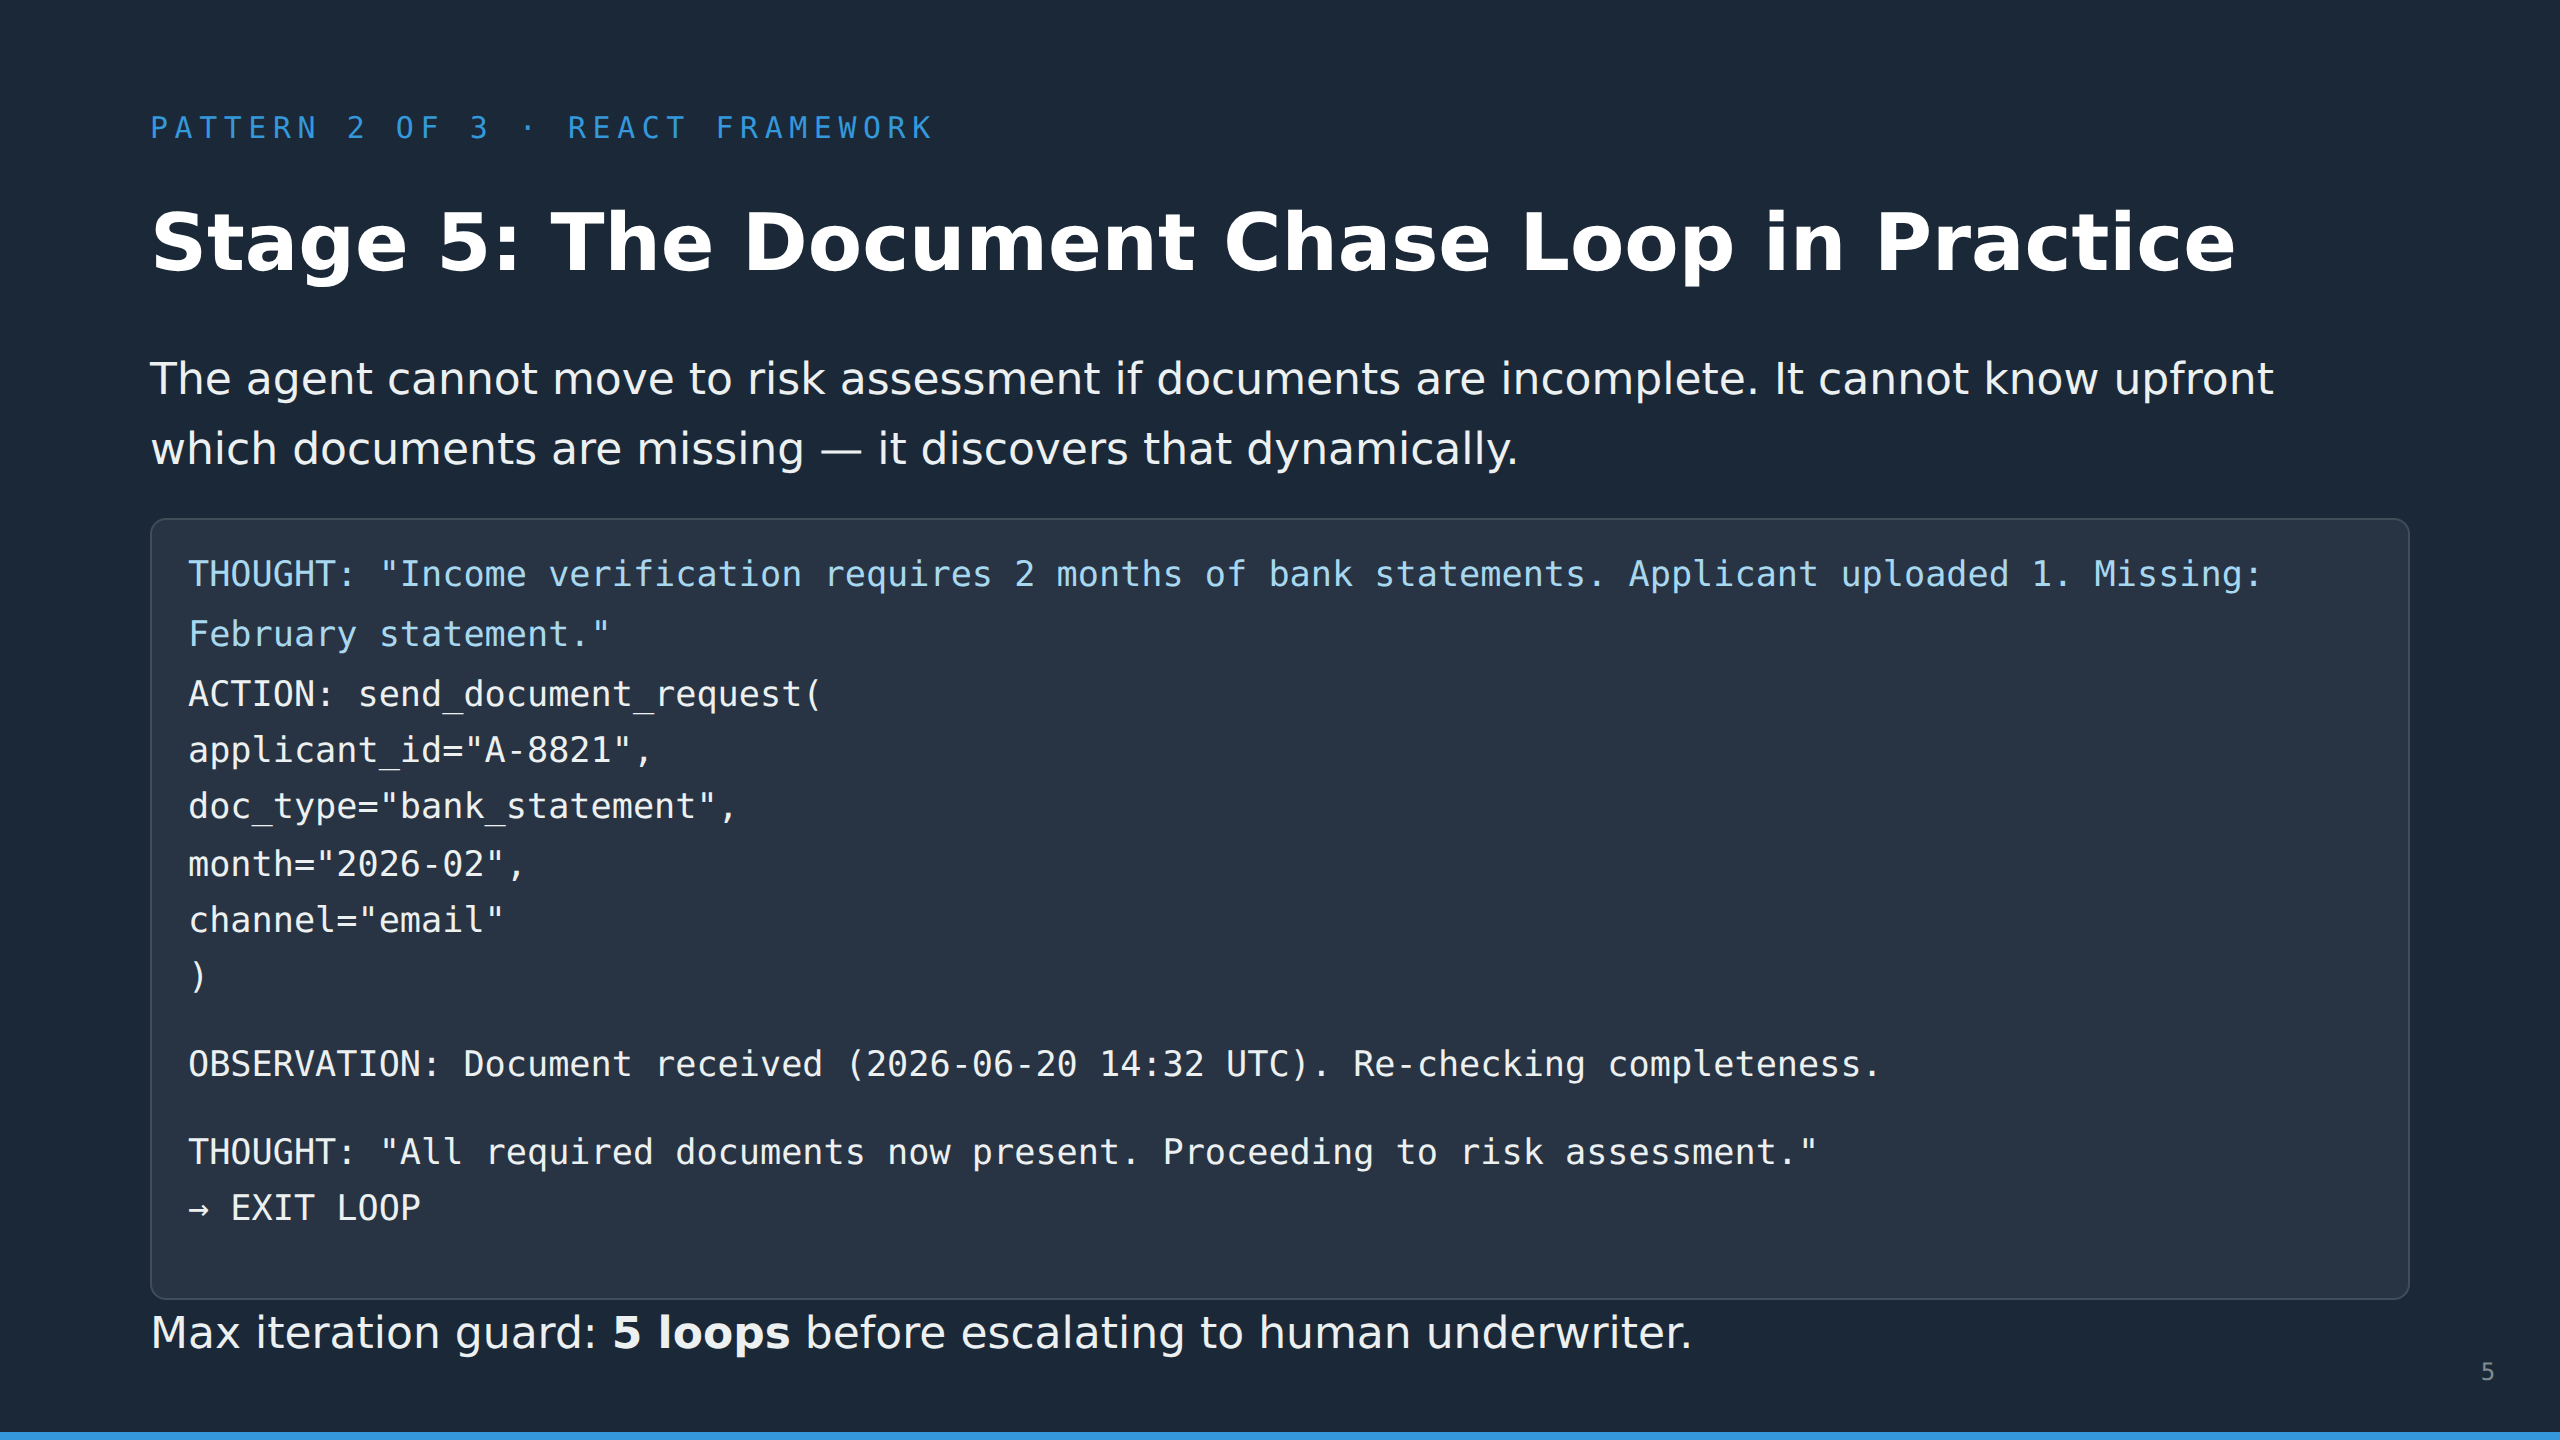 PATTERN 2 OF 3 · REACT FRAMEWORK
Stage 5: The Document Chase Loop in Practice
The agent cannot move to risk assessment if documents are incomplete. It cannot know upfront
which documents are missing — it discovers that dynamically.
THOUGHT: "Income verification requires 2 months of bank statements. Applicant uploaded 1. Missing:
February statement."
ACTION: send_document_request(
applicant_id="A-8821",
doc_type="bank_statement",
month="2026-02",
channel="email"
)
OBSERVATION: Document received (2026-06-20 14:32 UTC). Re-checking completeness.
THOUGHT: "All required documents now present. Proceeding to risk assessment."
→ EXIT LOOP
Max iteration guard: 5 loops before escalating to human underwriter.
5